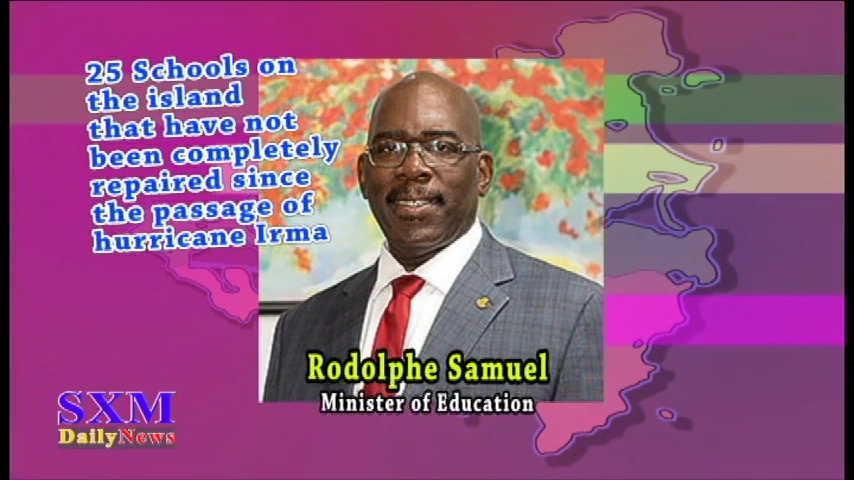 25 Schools on
the island
that have not
been completely
repaired since
the passage of
hurricane Irma
Rodolphe Samuel
Minister of Education
SXM
DailyNews